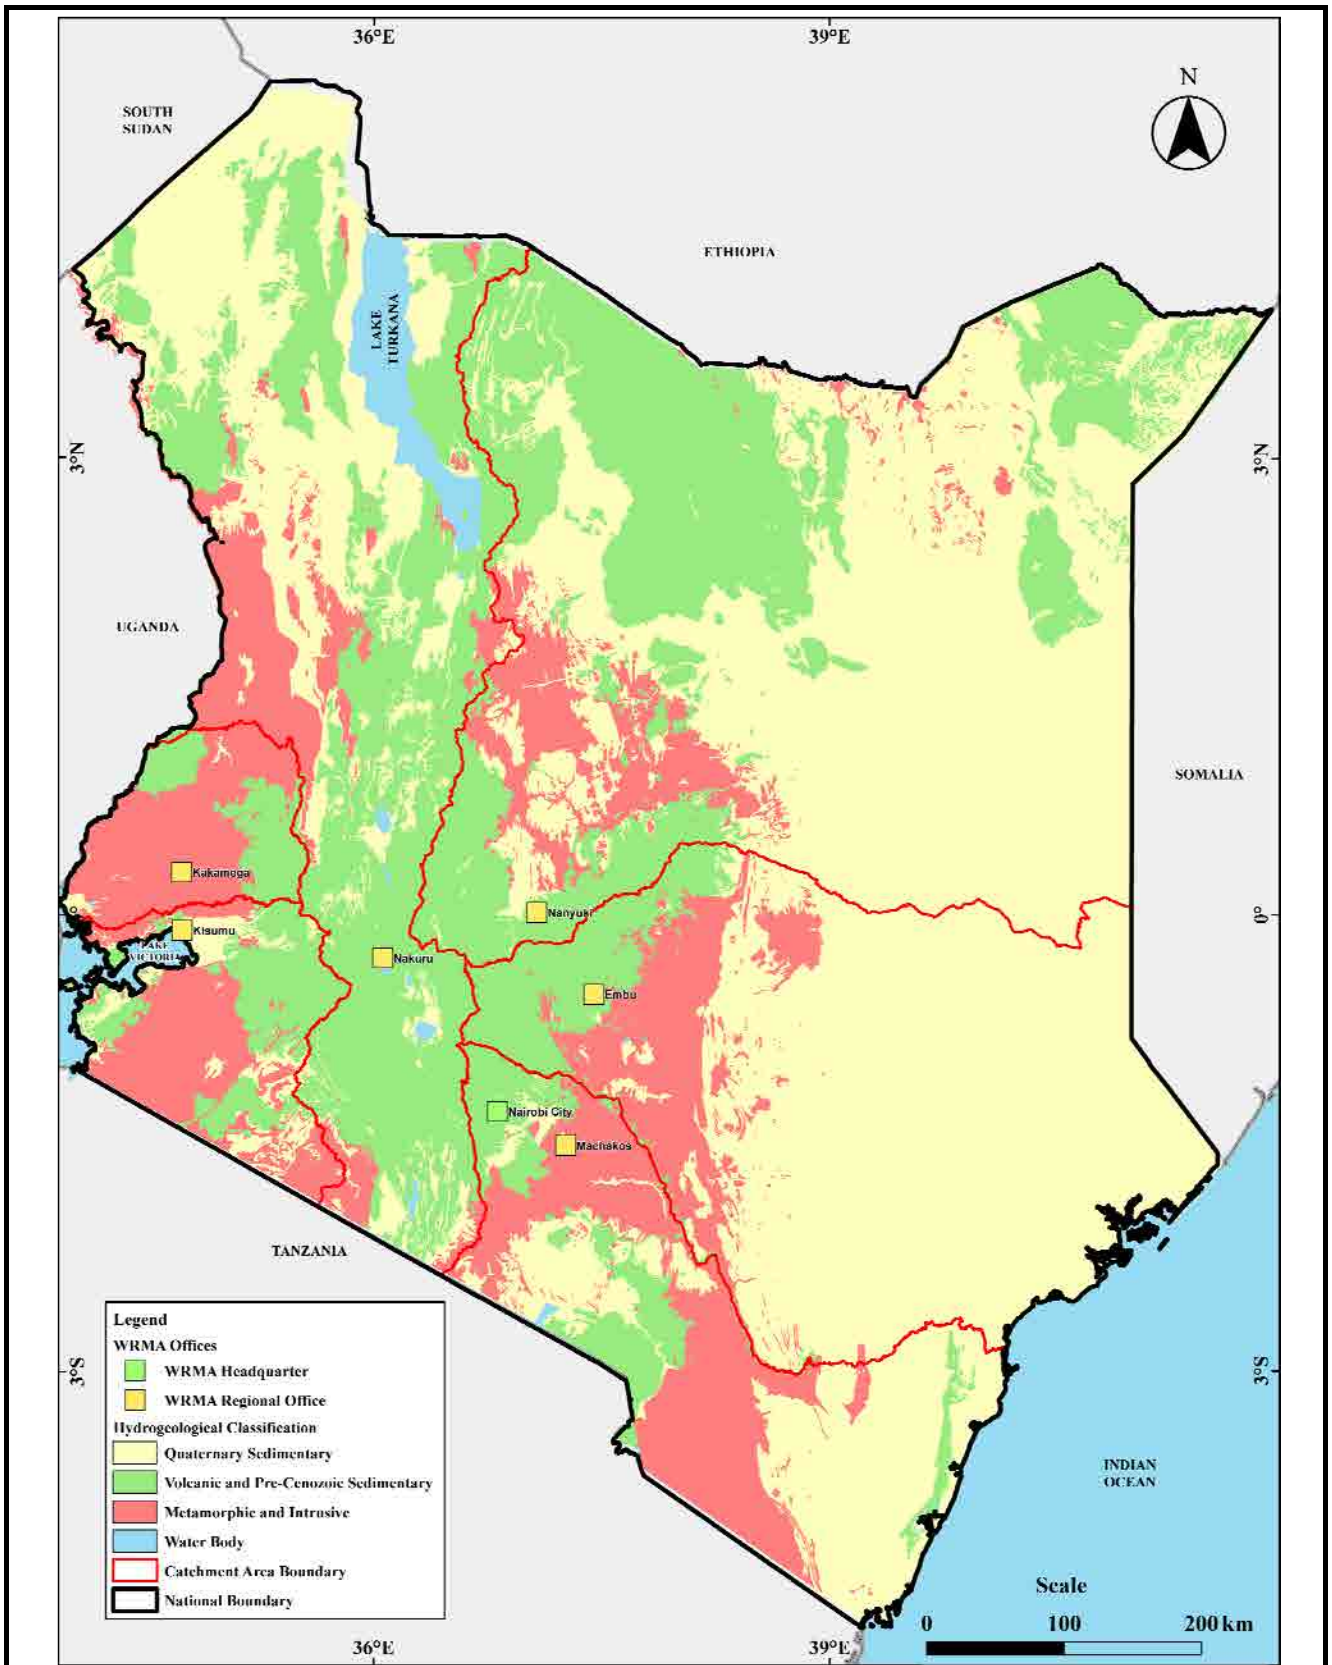 36°E 39°E
N
SOUTH
SUDAN
ETHIOPIA
LAKE
TURKANA
3°N 3°N
UGANDA
SOMALIA
Kakamega
Kisumu
LAKE
VICTORIA
Nanyuki
0°
Nakuru
Embu
Nairobi City
Machakos
TANZANIA
Legend
WRMA Offices
WRMA Headquarter
WRMA Regional Office
Hydrogeological Classification
Quaternary Sedimentary
Volcanic and Pre-Cenozoic Sedimentary
Metamorphic and Intrusive
Water Body
Catchment Area Boundary
National Boundary
3°S 3°S
INDIAN
OCEAN
Scale
0 100 200 km
36°E 39°E